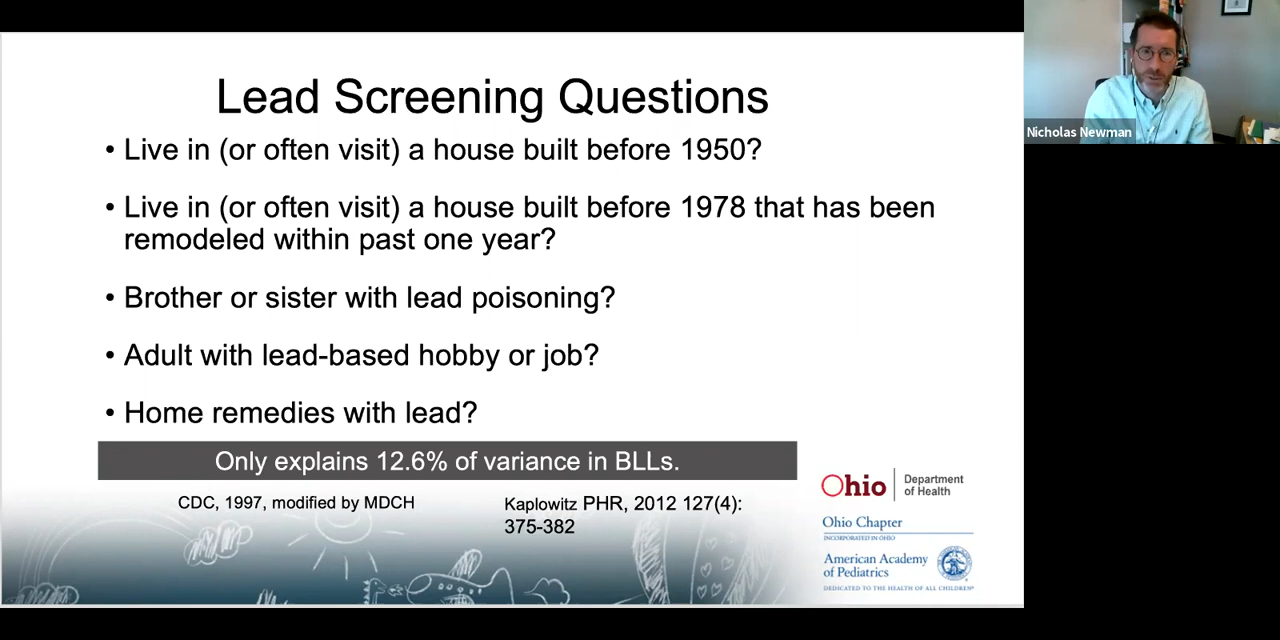 Lead Screening Questions
• Live in (or often visit) a house built before 1950?
• Live in (or often visit) a house built before 1978 that has been
remodeled within past one year?
• Brother or sister with lead poisoning?
• Adult with lead-based hobby or job?
• Home remedies with lead?
Only explains 12.6% of variance in BLLs.
CDC, 1997, modified by MDCH
Kaplowitz PHR, 2012 127(4):
375-382
Ohio
Department
of Health
Ohio Chapter
INCORPORATED IN OHIO
American Academy
of Pediatrics
DEDICATED TO THE HEALTH OF ALL CHILDREN®
Nicholas Newman